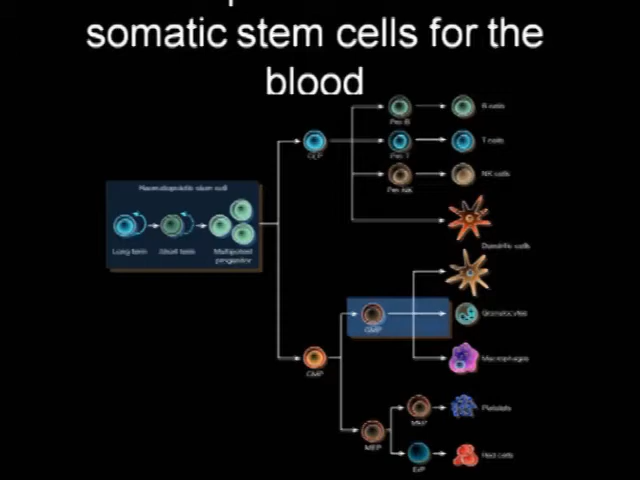 somatic stem cells for the
blood
Haematopoietic stem cell
Long term
Short term
Multipotent
progenitor
CLP
Pro-B
B cells
Pro-T
T cells
Pro-NK
NK cells
Dendritic cells
GMP
Granulocytes
Macrophages
CMP
MEP
MkP
Platelets
ErP
Red cells